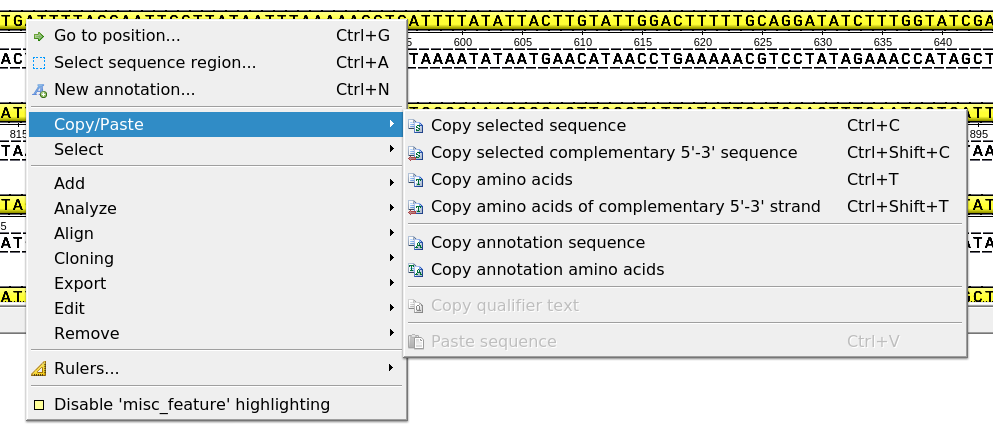 ATTTTATATTACTTGTATTGGACTTTTTGCAGGATATCTTTGGTATCGA
Go to position... Ctrl+G
600 605 610 615 620 625 630 635 640
Select sequence region... Ctrl+A
TAAAATATAATGAACATAACCTGAAAAACGTCCTATAGAAACCATAGCT
New annotation... Ctrl+N
Copy/Paste
Copy selected sequence Ctrl+C
815
895
Select
Copy selected complementary 5'-3' sequence Ctrl+Shift+C
Add
Copy amino acids Ctrl+T
Analyze
Copy amino acids of complementary 5'-3' strand Ctrl+Shift+T
Align
Copy annotation sequence
Cloning
Copy annotation amino acids
Export
Edit
Copy qualifier text
Remove
Paste sequence Ctrl+V
Rulers...
Disable 'misc_feature' highlighting